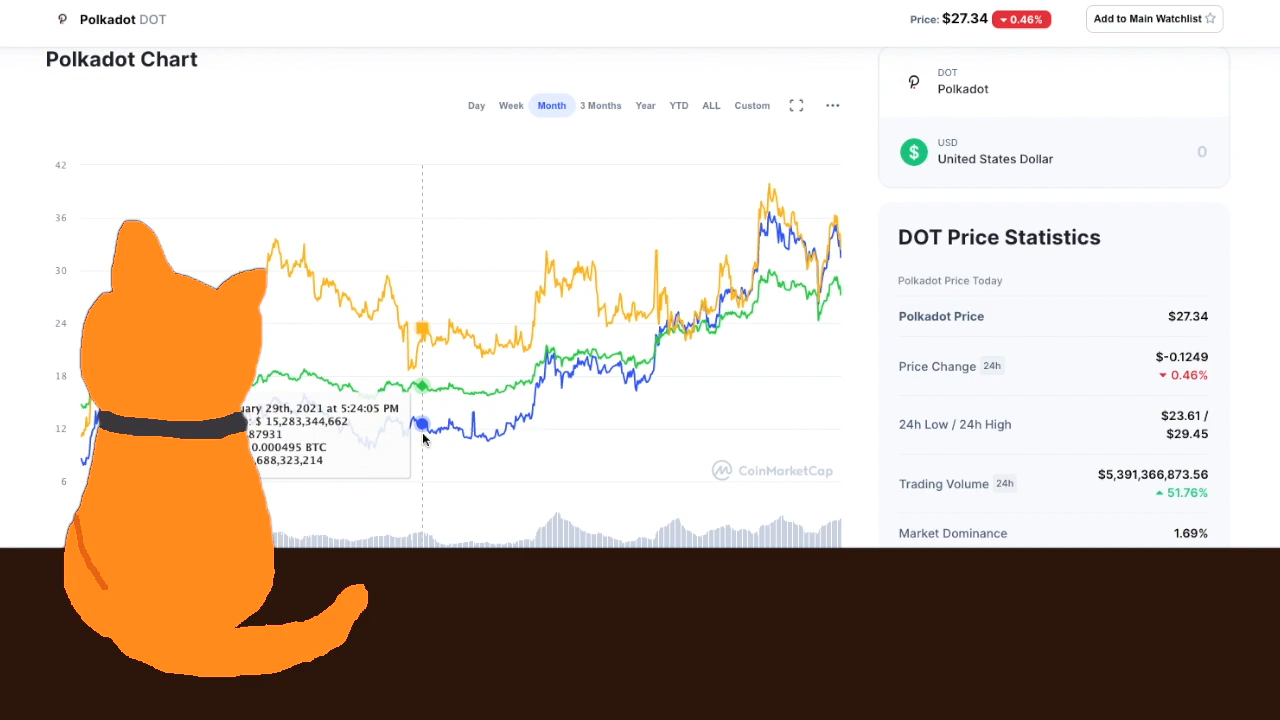 Polkadot DOT
Price: $27.34 0.46%
Add to Main Watchlist
Polkadot Chart
Day Week Month 3 Months Year YTD ALL Custom
42
36
30
24
18
12
6
29th, 2021 at 5:24:05 PM
$ 15,283,344,662
87931
0.000495 BTC
688,323,214
CoinMarketCap
DOT
Polkadot
USD
United States Dollar
0
DOT Price Statistics
Polkadot Price Today
Polkadot Price $27.34
Price Change 24h $-0.1249
0.46%
24h Low / 24h High $23.61 /
$29.45
Trading Volume 24h $5,391,366,873.56
51.76%
Market Dominance 1.69%